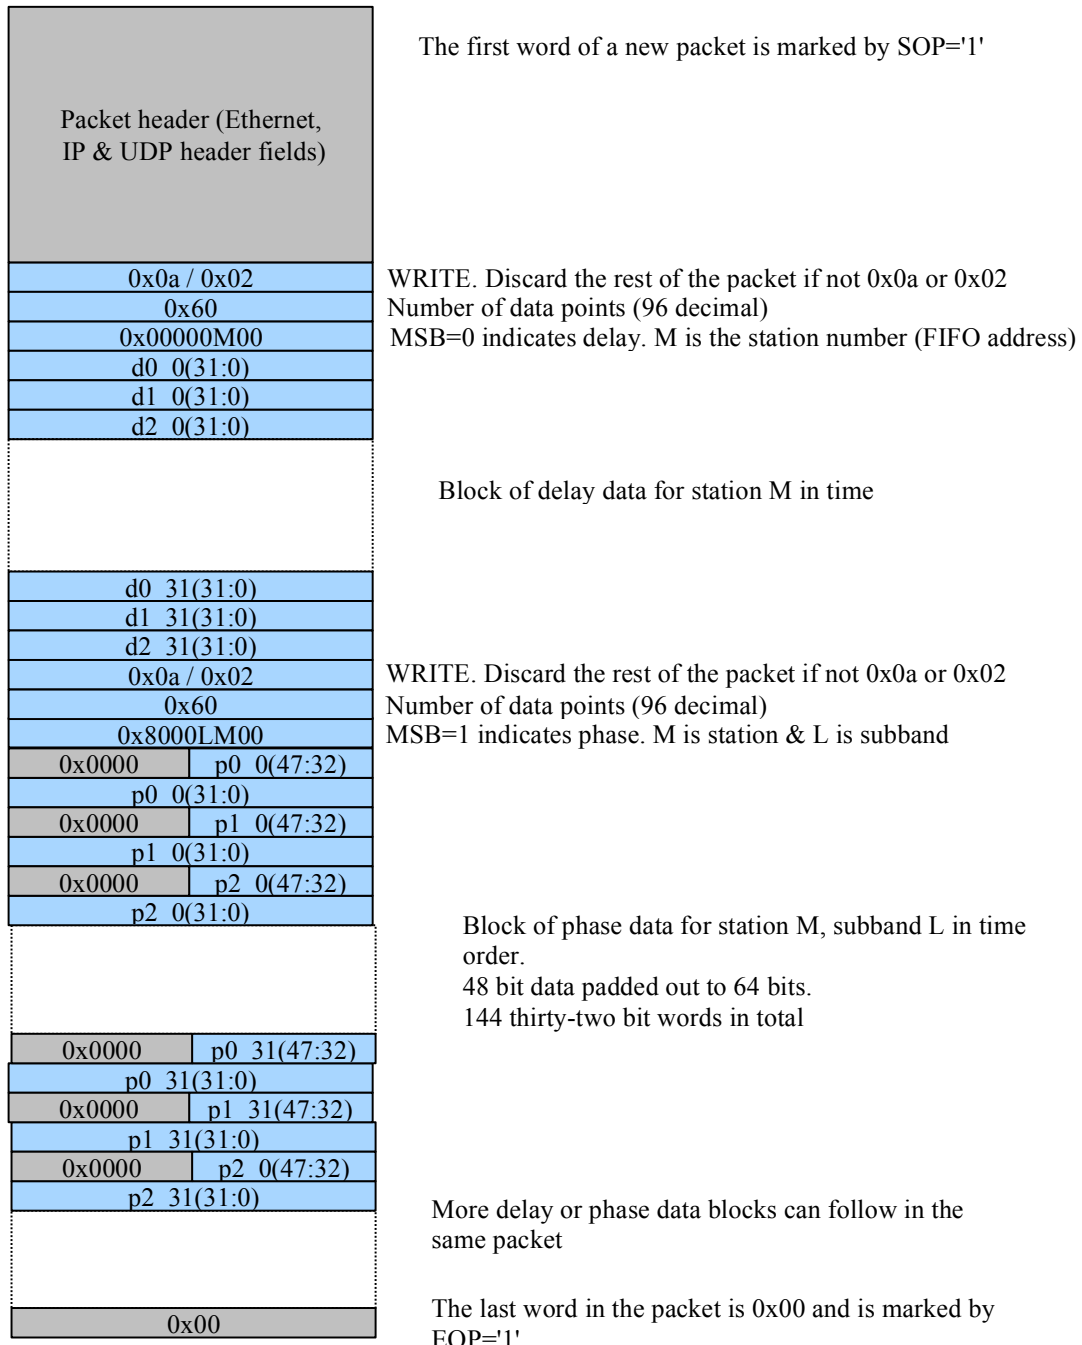 The first word of a new packet is marked by SOP='1'
Packet header (Ethernet,
IP & UDP header fields)
0x0a / 0x02 WRITE. Discard the rest of the packet if not 0x0a or 0x02
0x60 Number of data points (96 decimal)
0x00000M00 MSB=0 indicates delay. M is the station number (FIFO address)
d0 0(31:0)
d1 0(31:0)
d2 0(31:0)
Block of delay data for station M in time
d0 31(31:0)
d1 31(31:0)
d2 31(31:0)
0x0a / 0x02 WRITE. Discard the rest of the packet if not 0x0a or 0x02
0x60 Number of data points (96 decimal)
0x8000LM00 MSB=1 indicates phase. M is station & L is subband
0x0000 p0 0(47:32)
p0 0(31:0)
0x0000 p1 0(47:32)
p1 0(31:0)
0x0000 p2 0(47:32)
p2 0(31:0)
Block of phase data for station M, subband L in time
order.
48 bit data padded out to 64 bits.
144 thirty-two bit words in total
0x0000 p0 31(47:32)
p0 31(31:0)
0x0000 p1 31(47:32)
p1 31(31:0)
0x0000 p2 0(47:32)
p2 31(31:0)
More delay or phase data blocks can follow in the
same packet
0x00
The last word in the packet is 0x00 and is marked by
EOP='1'